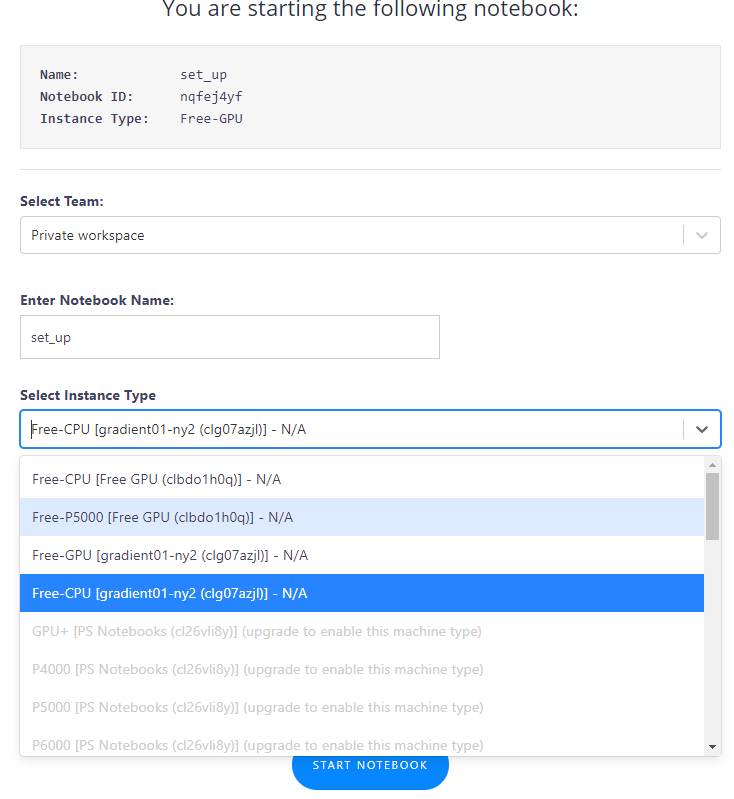 You are starting the following notebook:
Name: set_up
Notebook ID: nqfej4yf
Instance Type: Free-GPU
Select Team:
Private workspace
Enter Notebook Name:
set_up
Select Instance Type
Free-CPU [gradient01-ny2 (clg07azjl)] - N/A
Free-CPU [Free GPU (clbdo1h0q)] - N/A
Free-P5000 [Free GPU (clbdo1h0q)] - N/A
Free-GPU [gradient01-ny2 (clg07azjl)] - N/A
Free-CPU [gradient01-ny2 (clg07azjl)] - N/A
GPU+ [PS Notebooks (cl26vli8y)] (upgrade to enable this machine type)
P4000 [PS Notebooks (cl26vli8y)] (upgrade to enable this machine type)
P5000 [PS Notebooks (cl26vli8y)] (upgrade to enable this machine type)
P6000 [PS Notebooks (cl26vli8y)] (upgrade to enable this machine type)
START NOTEBOOK